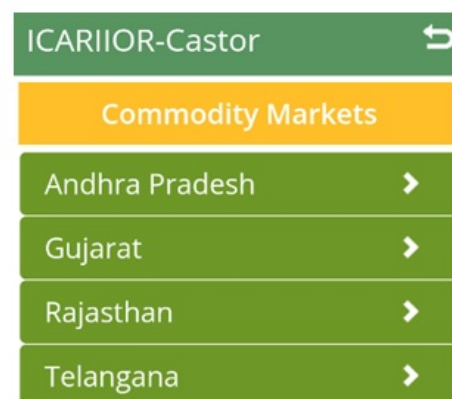 ICARIIOR-Castor
Commodity Markets
Andhra Pradesh
Gujarat
Rajasthan
Telangana